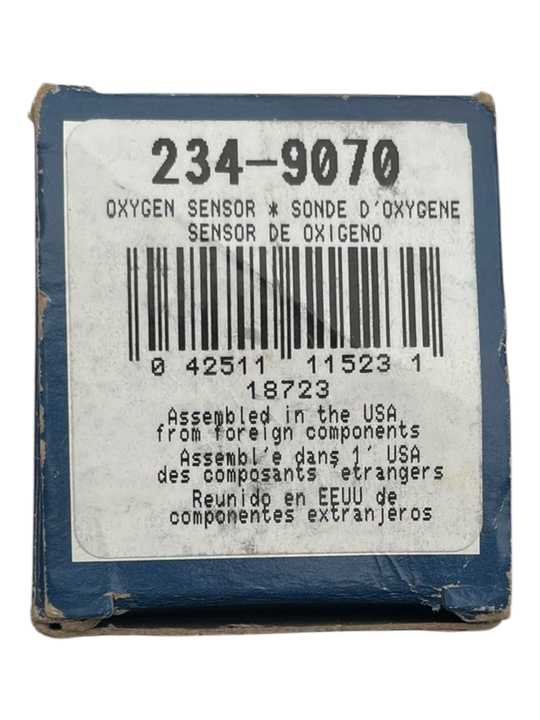 234-9070
OXYGEN SENSOR * SONDE D'OXYGENE
SENSOR DE OXIGENO
0 42511 11523 1
18723
Assembled in the USA
from foreign components
Assembl'e dans 1' USA
des composants etrangers
Reunido en EEUU de
componentes extranjeros